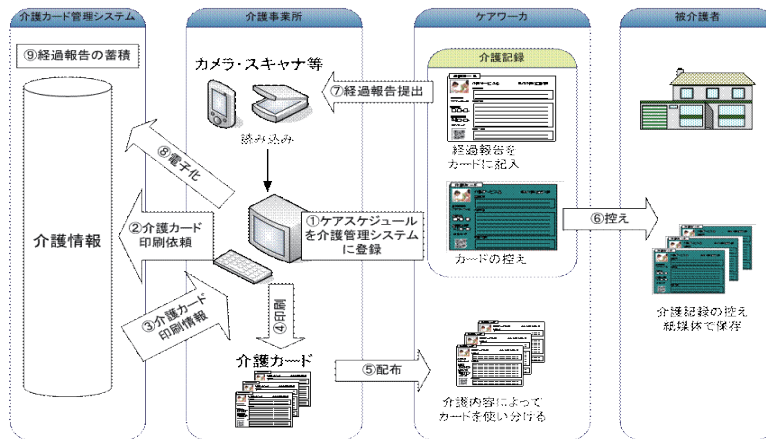 介護カード管理システム
介護事業所
ケアワーカ
被介護者
⑨経過報告の蓄積
カメラ・スキャナ等
読み込み
⑦経過報告提出
介護記録
経過報告を
カードに記入
⑧電子化
介護情報
②介護カード
印刷依頼
①ケアスケジュール
を介護管理システム
に登録
カードの控え
⑥控え
介護記録の控え
紙媒体で保存
③介護カード
印刷情報
④印刷
介護カード
⑤配布
介護内容によって
カードを使い分ける